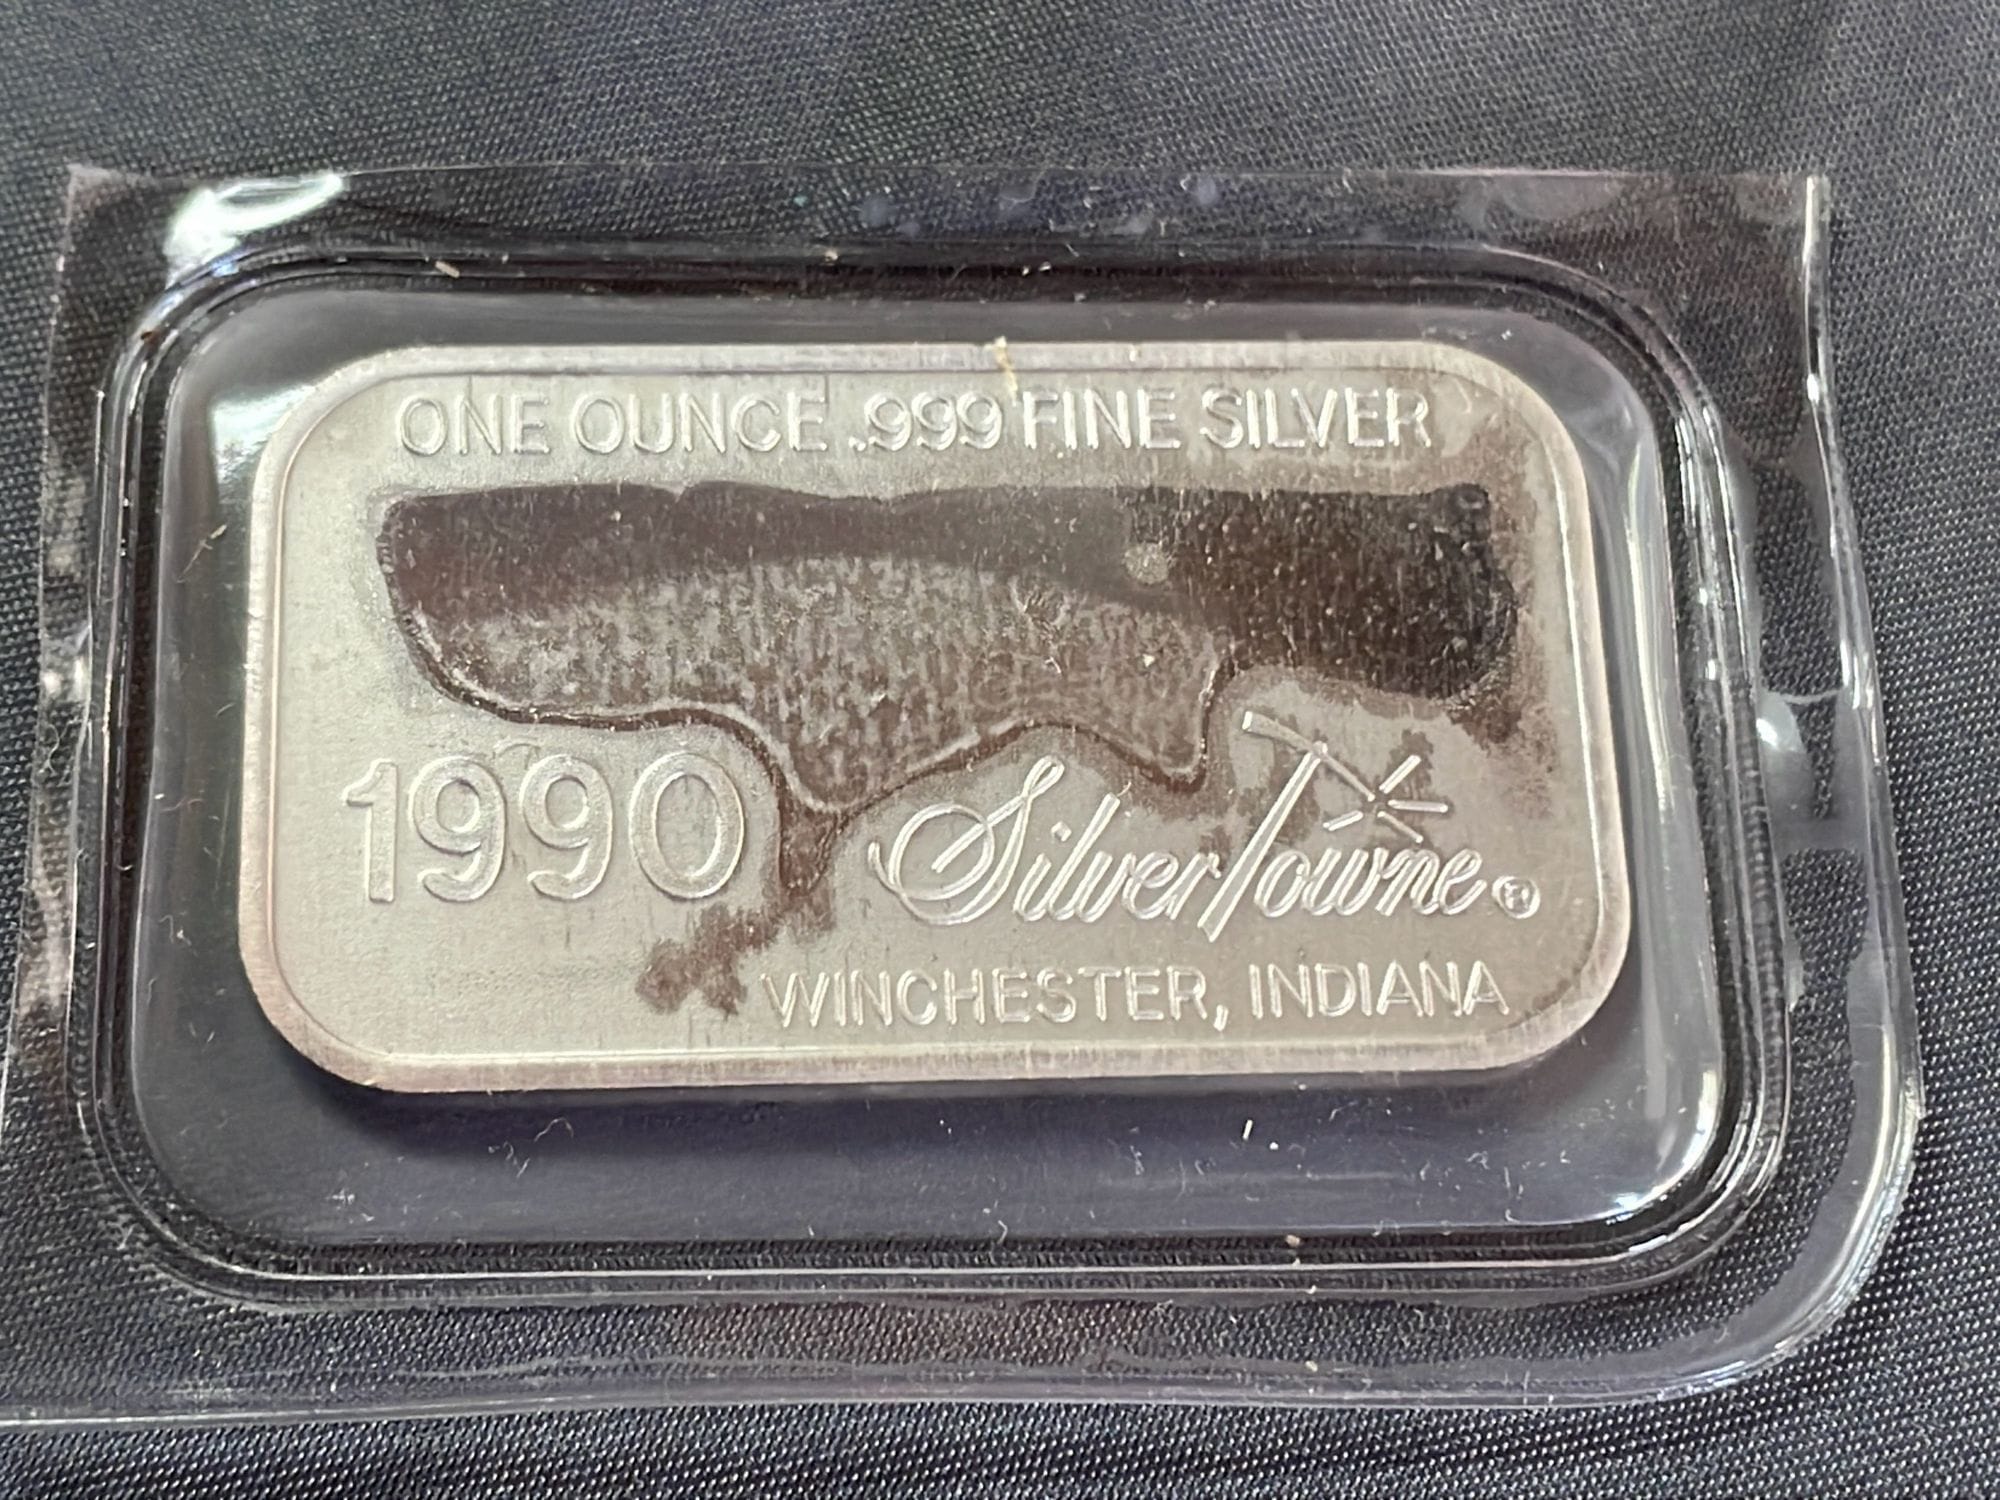 ONE OUNCE .999 FINE SILVER
1990
SilverTowne ®
WINCHESTER, INDIANA